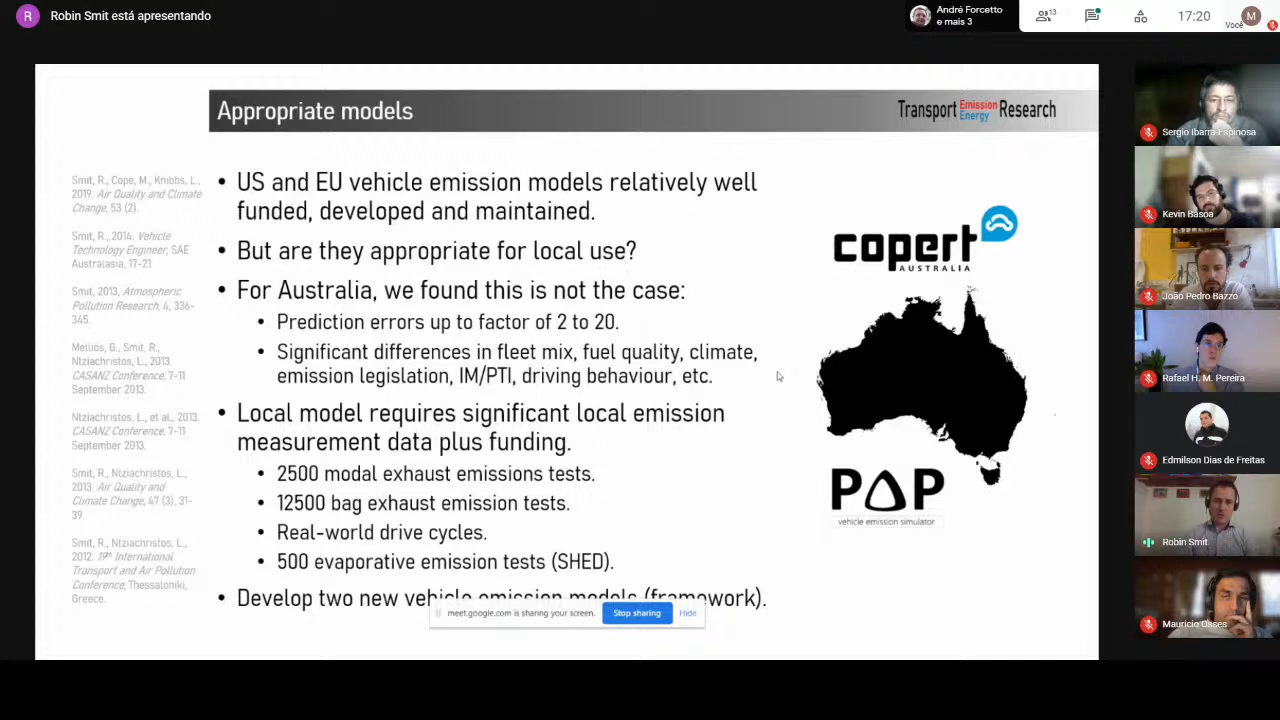 R Robin Smit está apresentando
André Forcetto
e mais 3
13
17:20
Você
M
Appropriate models
Transport Emission Energy Research
Smit, R., Cope, M., Knibbs, L.,
2019. Air Quality and Climate
Change, 53 (2).
Smit, R., 2014. Vehicle
Technology Engineer, SAE
Australasia, 17-21.
Smit, 2013, Atmospheric
Pollution Research, 4, 336-
345.
Mellios, G., Smit, R.,
Ntziachristos, L., 2013.
CASANZ Conference, 7-11
September 2013.
Ntziachristos, L., et al., 2013.
CASANZ Conference, 7-11
September 2013.
Smit, R., Ntziachristos, L.,
2013. Air Quality and
Climate Change, 47 (3), 31-
39.
Smit, R., Ntziachristos, L.,
2012. 19th International
Transport and Air Pollution
Conference, Thessaloniki,
Greece.
• US and EU vehicle emission models relatively well
funded, developed and maintained.
• But are they appropriate for local use?
• For Australia, we found this is not the case:
• Prediction errors up to factor of 2 to 20.
• Significant differences in fleet mix, fuel quality, climate,
emission legislation, IM/PTI, driving behaviour, etc.
• Local model requires significant local emission
measurement data plus funding.
• 2500 modal exhaust emissions tests.
• 12500 bag exhaust emission tests.
• Real-world drive cycles.
• 500 evaporative emission tests (SHED).
• Develop two new vehicle emission models (framework).
meet.google.com is sharing your screen. Stop sharing Hide
copert
AUSTRALIA
PΔP
vehicle emission simulator
Sergio Ibarra-Espinosa
Kevin Basoa
João Pedro Bazzo
Rafael H. M. Pereira
Edmilson Dias de Freitas
Robin Smit
Mauricio Osses